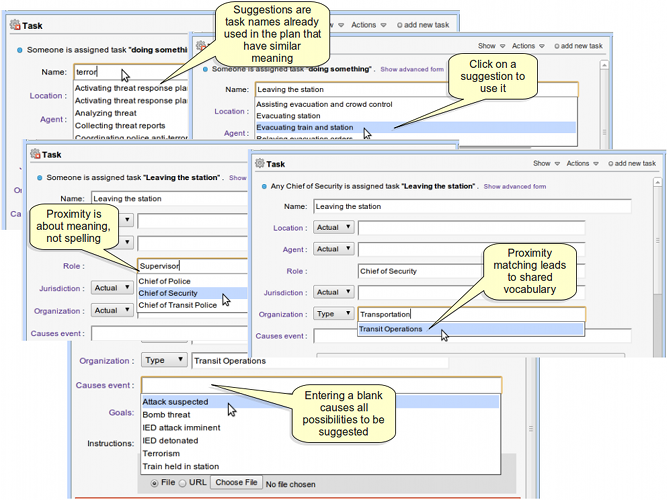 Task
Someone is assigned task "doing something"
Name: terror
Location :
Agent :
Activating threat response pla
Activating threat response pla
Analyzing threat
Collecting threat reports
Coordinating police anti-terror
Suggestions are
task names already
used in the plan that
have similar
meaning
Show Actions add new task
Someone is assigned task "doing something" . Show advanced form
Name: Leaving the station
Location :
Agent :
Assisting evacuation and crowd control
Evacuating station
Evacuating train and station
Relaying evacuation orders
Click on a
suggestion to
use it
Task
Someone is assigned task "Leaving the station" . Show
Name: Leaving the station
Actual
Actual
Role : Supervisor
Chief of Police
Chief of Security
Chief of Transit Police
Jurisdiction : Actual
Organization : Actual
Causes event :
Proximity is
about meaning,
not spelling
Task Show Actions add new task
Any Chief of Security is assigned task "Leaving the station" . Show advanced form
Name: Leaving the station
Location : Actual
Agent : Actual
Role : Chief of Security
Jurisdiction : Actual
Organization : Type Transportation
Transit Operations
Causes event :
Proximity
matching leads
to shared
vocabulary
Organization : Type Transit Operations
Causes event :
Attack suspected
Goals:
Bomb threat
IED attack imminent
IED detonated
Instructions:
Terrorism
Train held in station
File URL Choose File No file chosen
Entering a blank
causes all
possibilities to be
suggested